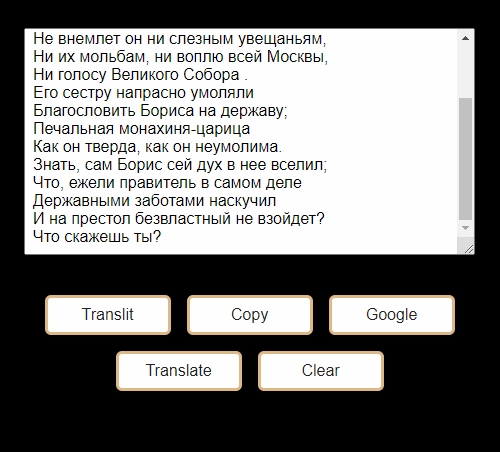 Не внемлет он ни слезным увещаньям,
Ни их мольбам, ни воплю всей Москвы,
Ни голосу Великого Собора .
Его сестру напрасно умоляли
Благословить Бориса на державу;
Печальная монахиня-царица
Как он тверда, как он неумолима.
Знать, сам Борис сей дух в нее вселил;
Что, ежели правитель в самом деле
Державными заботами наскучил
И на престол безвластный не взойдет?
Что скажешь ты?
Translit Copy Google
Translate Clear